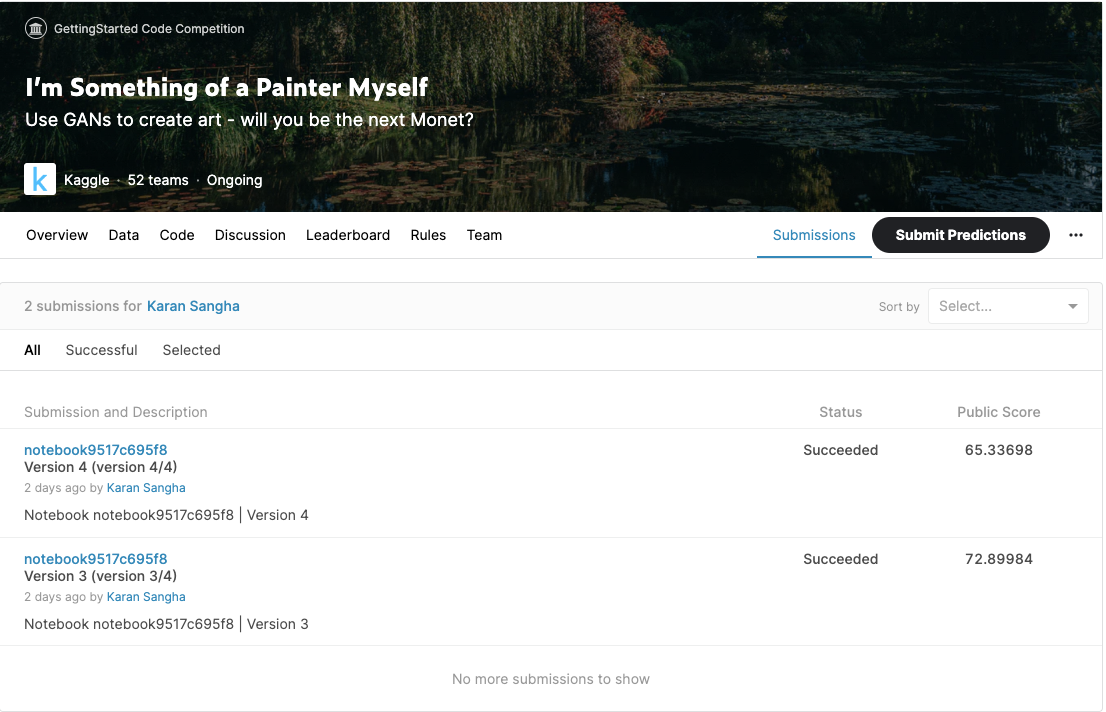 GettingStarted Code Competition
I'm Something of a Painter Myself
Use GANs to create art - will you be the next Monet?
k
Kaggle · 52 teams · Ongoing
Overview Data Code Discussion Leaderboard Rules Team Submissions Submit Predictions ...
2 submissions for Karan Sangha Sort by Select...
All Successful Selected
Submission and Description Status Public Score
notebook9517c695f8 Succeeded 65.33698
Version 4 (version 4/4)
2 days ago by Karan Sangha
Notebook notebook9517c695f8 | Version 4
notebook9517c695f8 Succeeded 72.89984
Version 3 (version 3/4)
2 days ago by Karan Sangha
Notebook notebook9517c695f8 | Version 3
No more submissions to show